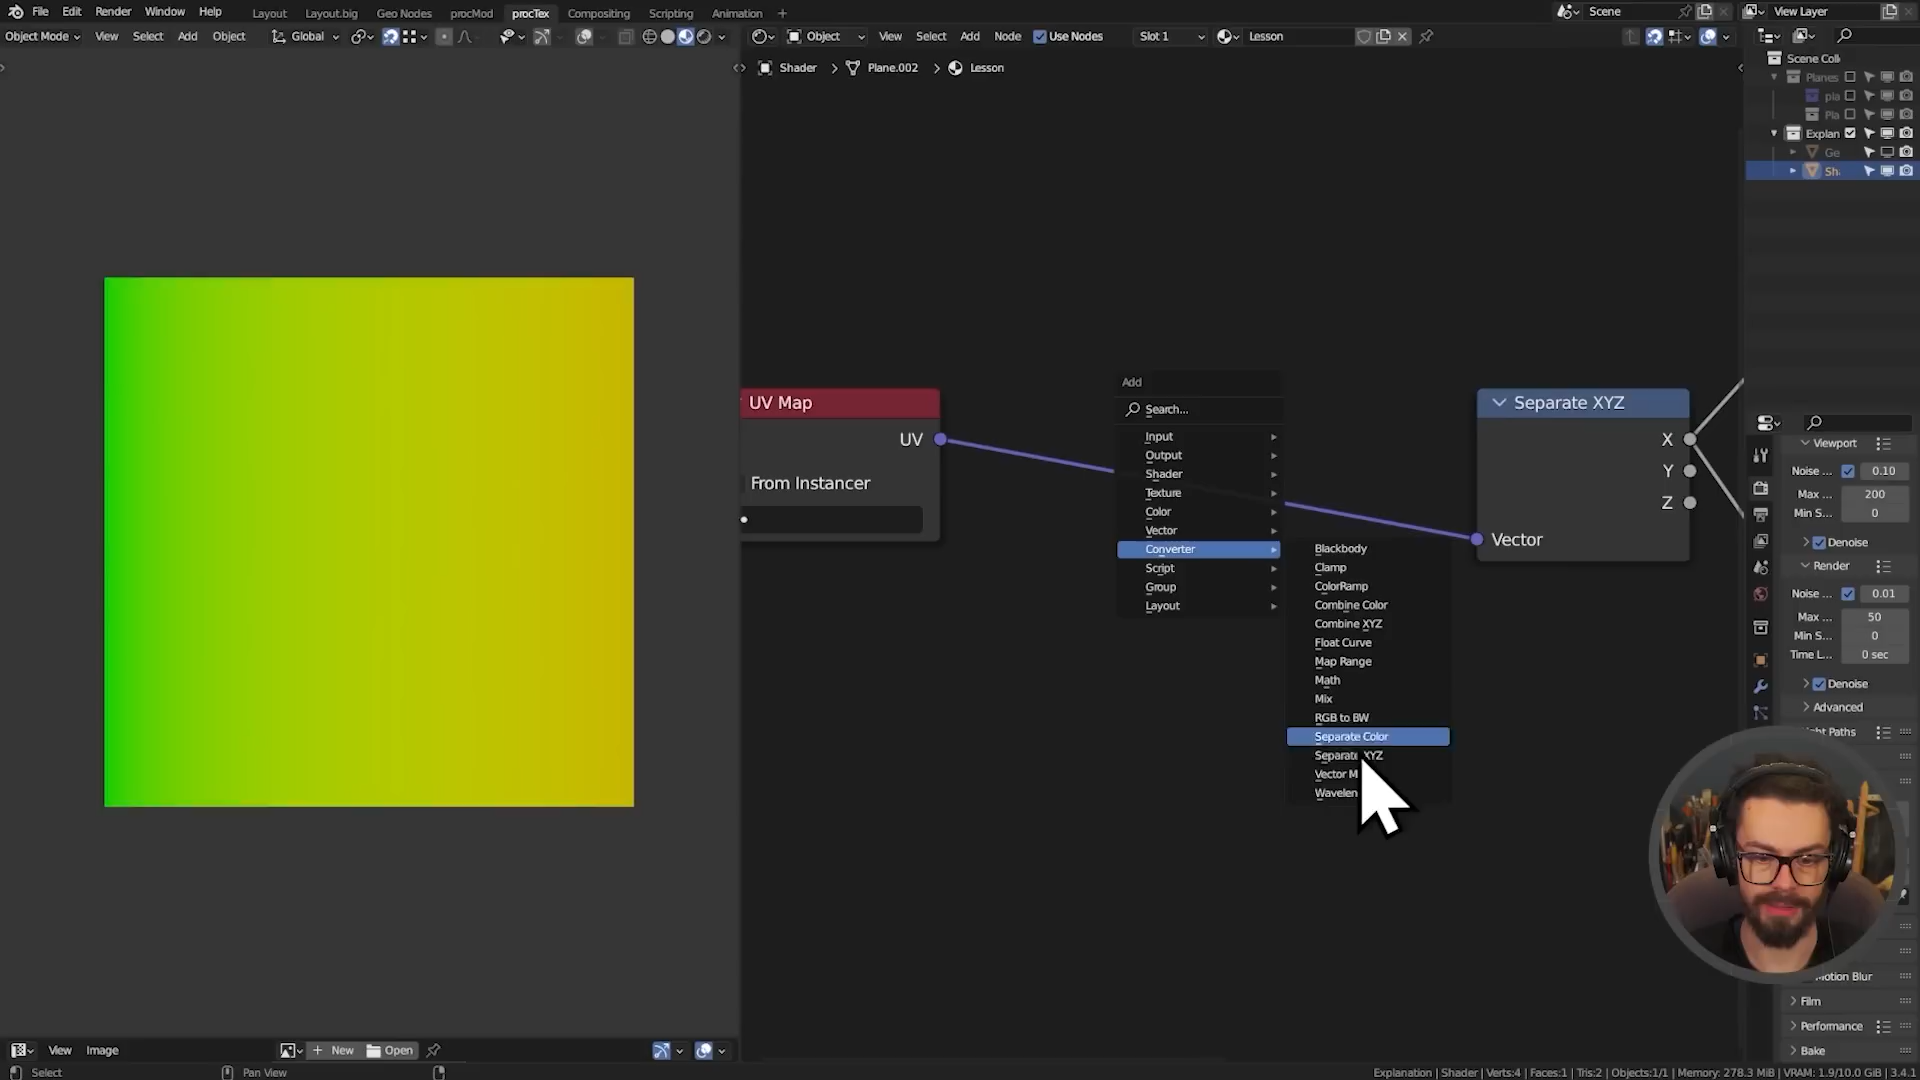 File Edit Render Window Help Layout Layout.big Geo Nodes procMod procTex Compositing Scripting Animation + Scene View Layer
Object Mode View Select Add Object Global Object View Select Add Node Use Nodes Slot 1 Lesson
Shader > Plane.002 > Lesson
Scene Coll
Planes
pla
Pla
Explan
Ge
Sha
UV Map
UV
From Instancer
Add
Search...
Input
Output
Shader
Texture
Color
Vector
Converter
Script
Group
Layout
Blackbody
Clamp
ColorRamp
Combine Color
Combine XYZ
Float Curve
Map Range
Math
Mix
RGB to BW
Separate Color
Separate XYZ
Vector M
Wavelen
Separate XYZ
X
Y
Z
Vector
Viewport
Noise ... 0.10
Max ... 200
Min S... 0
Denoise
Render
Noise ... 0.01
Max ... 50
Min S... 0
Time L... 0 sec
Denoise
Advanced
ght Paths
Motion Blur
Film
Performance
Bake
View Image + New Open
Select Pan View
Explanation | Shader | Verts:4 | Faces:1 | Tris:2 | Objects:1/1 | Memory: 278.3 MiB | VRAM: 1.9/10.0 GiB | 3.4.1